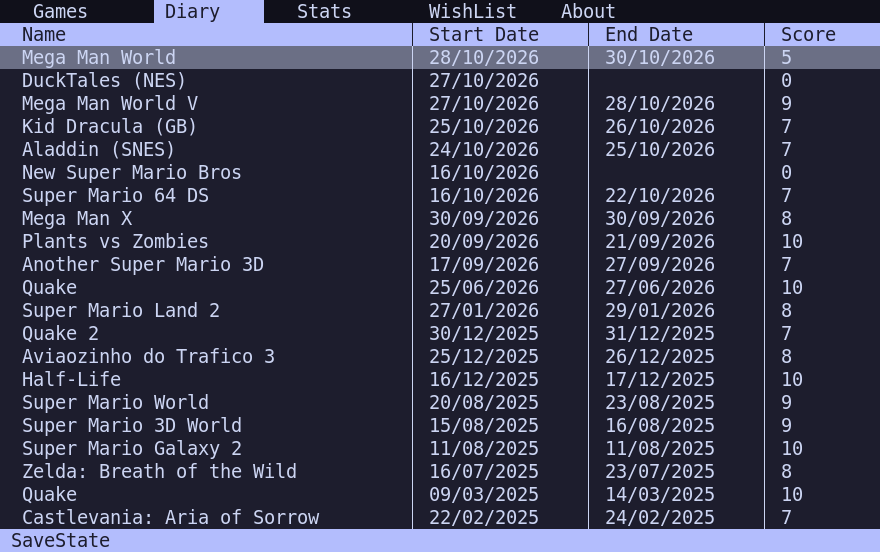 Games Diary Stats WishList About
Name Start Date End Date Score
Mega Man World 28/10/2026 30/10/2026 5
DuckTales (NES) 27/10/2026 0
Mega Man World V 27/10/2026 28/10/2026 9
Kid Dracula (GB) 25/10/2026 26/10/2026 7
Aladdin (SNES) 24/10/2026 25/10/2026 7
New Super Mario Bros 16/10/2026 0
Super Mario 64 DS 16/10/2026 22/10/2026 7
Mega Man X 30/09/2026 30/09/2026 8
Plants vs Zombies 20/09/2026 21/09/2026 10
Another Super Mario 3D 17/09/2026 27/09/2026 7
Quake 25/06/2026 27/06/2026 10
Super Mario Land 2 27/01/2026 29/01/2026 8
Quake 2 30/12/2025 31/12/2025 7
Aviaozinho do Trafico 3 25/12/2025 26/12/2025 8
Half-Life 16/12/2025 17/12/2025 10
Super Mario World 20/08/2025 23/08/2025 9
Super Mario 3D World 15/08/2025 16/08/2025 9
Super Mario Galaxy 2 11/08/2025 11/08/2025 10
Zelda: Breath of the Wild 16/07/2025 23/07/2025 8
Quake 09/03/2025 14/03/2025 10
Castlevania: Aria of Sorrow 22/02/2025 24/02/2025 7
SaveState